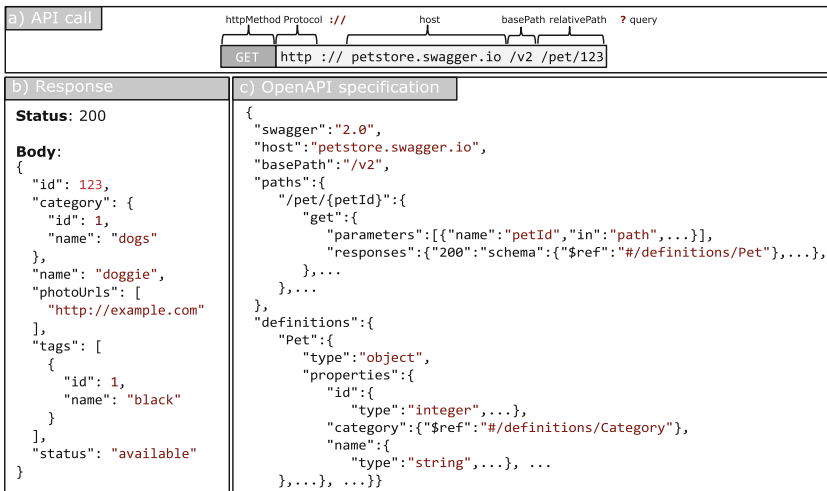 a) API call
httpMethod Protocol :// host basePath relativePath ? query
GET http :// petstore.swagger.io /v2 /pet/123
b) Response
Status: 200
Body:
{
"id": 123,
"category": {
"id": 1,
"name": "dogs"
},
"name": "doggie",
"photoUrls": [
"http://example.com"
],
"tags": [
{
"id": 1,
"name": "black"
}
],
"status": "available"
}
c) OpenAPI specification
{
"swagger":"2.0",
"host":"petstore.swagger.io",
"basePath":"/v2",
"paths":{
"/pet/{petId}":{
"get":{
"parameters":[{"name":"petId","in":"path",...}],
"responses":{"200":"schema":{"$ref":"#/definitions/Pet"},...},
},...
},...
},
"definitions":{
"Pet":{
"type":"object",
"properties":{
"id":{
"type":"integer",...},
"category":{"$ref":"#/definitions/Category"},
"name":{
"type":"string",...}, ...
},...}, ...}}